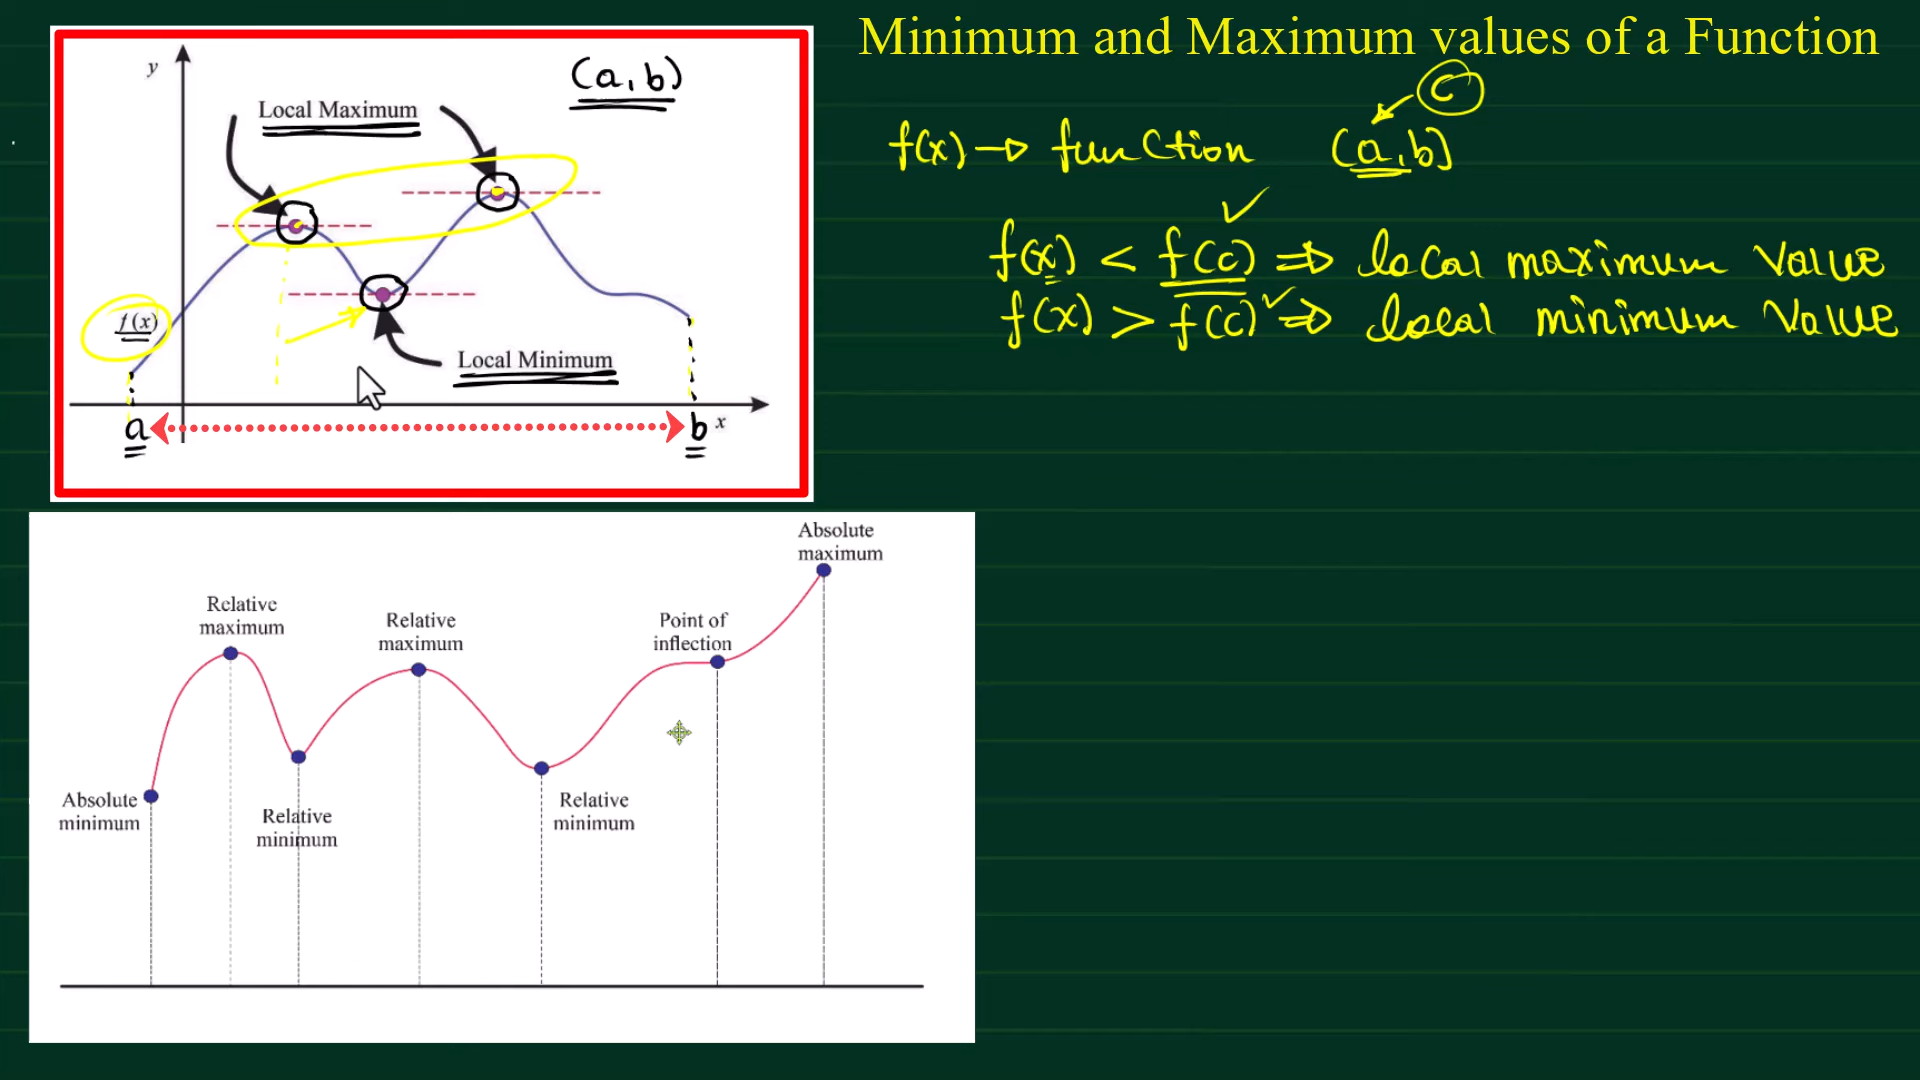 Minimum and Maximum values of a Function
y
(a, b)
Local Maximum
f(x)
Local Minimum
a
b
x
c
f(x) → function (a, b]
f(x) < f(c) ⇒ local maximum value
f(x) > f(c) ⇒ local minimum value
Absolute
maximum
Relative
maximum
Relative
maximum
Point of
inflection
Absolute
minimum
Relative
minimum
Relative
minimum